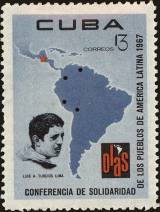 CUBA
CORREOS 13
DE LOS PUEBLOS DE AMERICA LATINA 1967
LUIS A. TURCIOS LIMA
olas
CONFERENCIA DE SOLIDARIDAD